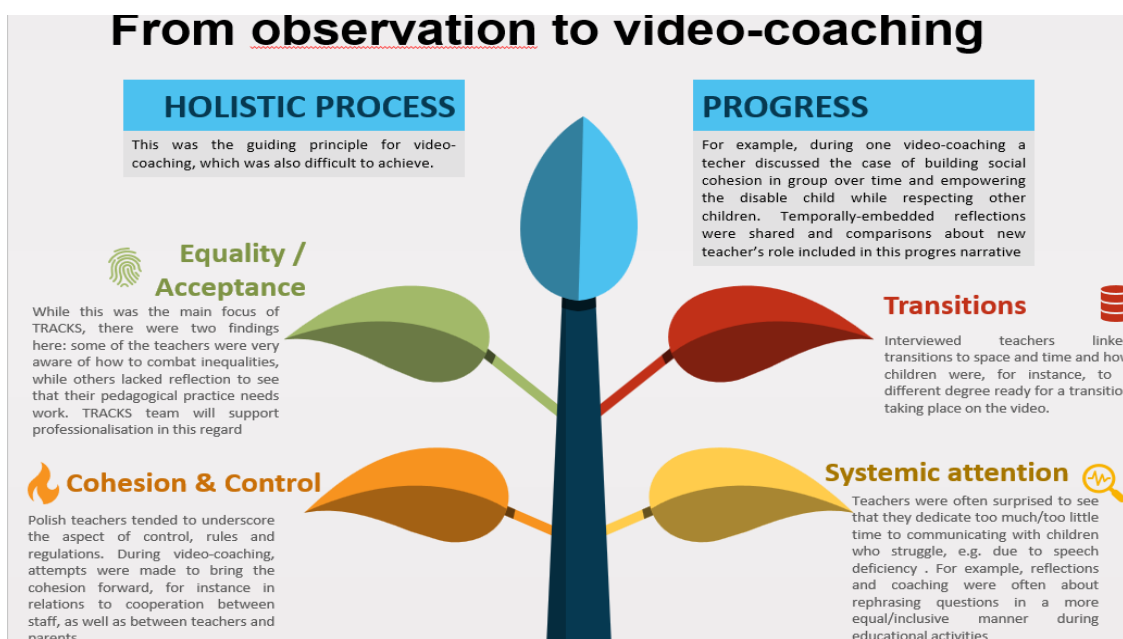 From observation to video-coaching
HOLISTIC PROCESS
This was the guiding principle for video-
coaching, which was also difficult to achieve.
PROGRESS
For example, during one video-coaching a
techer discussed the case of building social
cohesion in group over time and empowering
the disable child while respecting other
children. Temporally-embedded reflections
were shared and comparisons about new
teacher's role included in this progres narrative
Equality /
Acceptance
While this was the main focus of
TRACKS, there were two findings
here: some of the teachers were very
aware of how to combat inequalities,
while others lacked reflection to see
that their pedagogical practice needs
work. TRACKS team will support
professionalisation in this regard
Transitions
Interviewed teachers linke
transitions to space and time and how
children were, for instance, to
different degree ready for a transitio
taking place on the video.
Cohesion & Control
Polish teachers tended to underscore
the aspect of control, rules and
regulations. During video-coaching,
attempts were made to bring the
cohesion forward, for instance in
relations to cooperation between
staff, as well as between teachers and
parents
Systemic attention
Teachers were often surprised to see
that they dedicate too much/too little
time to communicating with children
who struggle, e.g. due to speech
deficiency . For example, reflections
and coaching were often about
rephrasing questions in a more
equal/inclusive manner during
educational activities